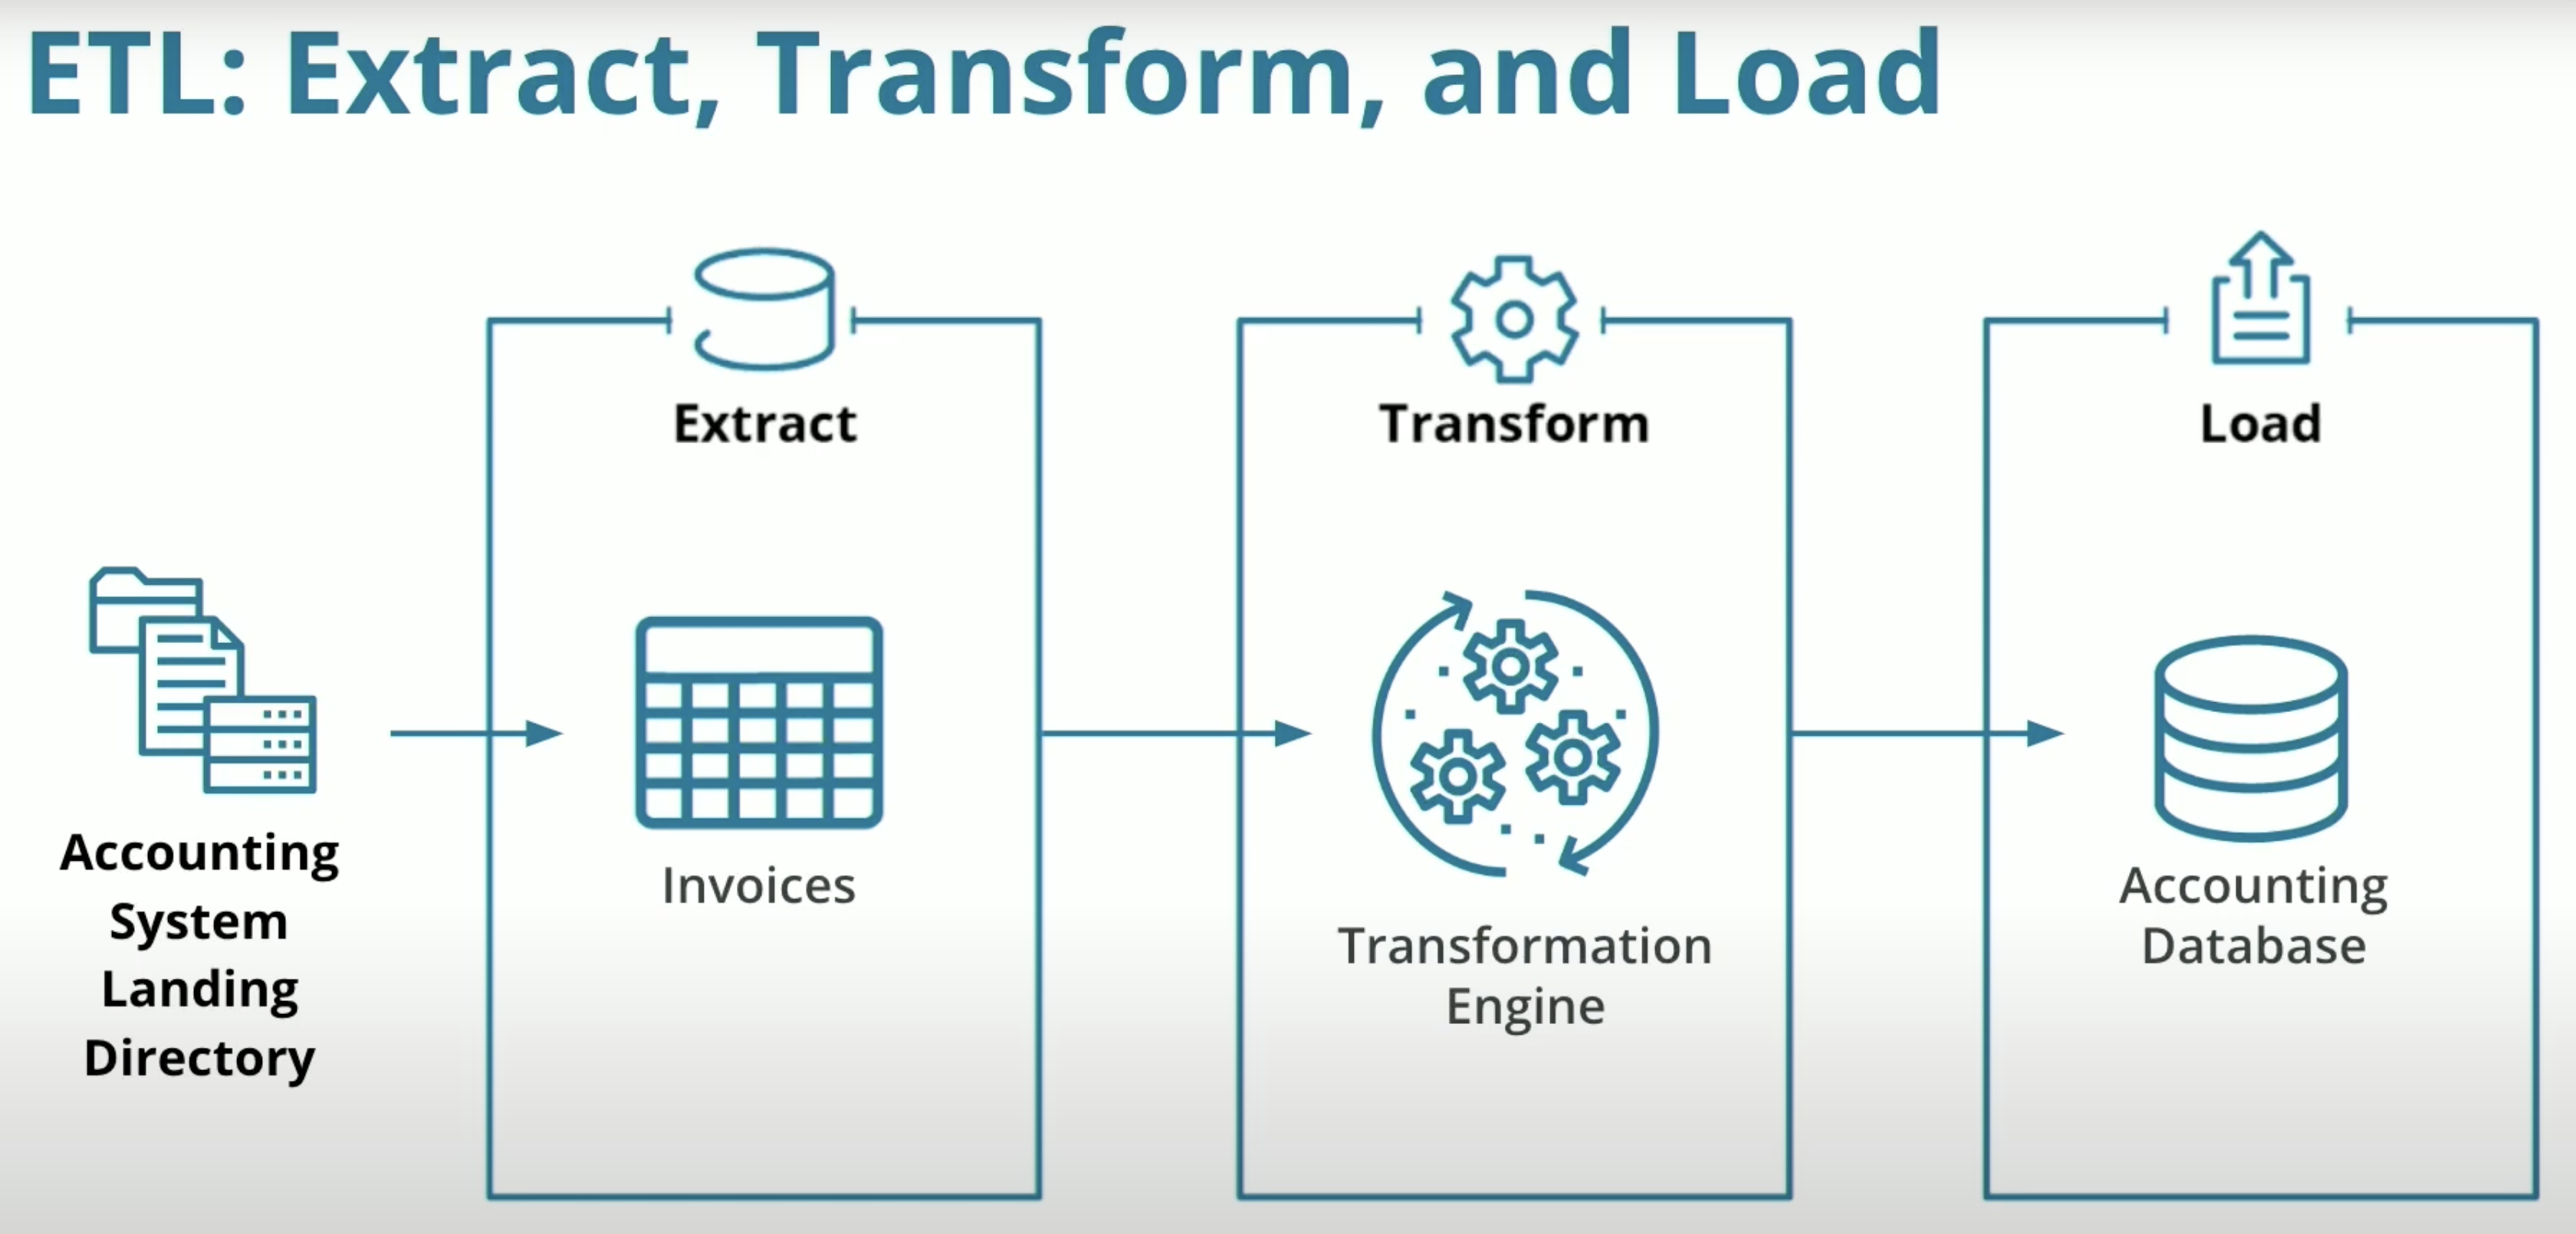 ETL: Extract, Transform, and Load
Extract
Transform
Load
Accounting
System
Landing
Directory
Invoices
Transformation
Engine
Accounting
Database